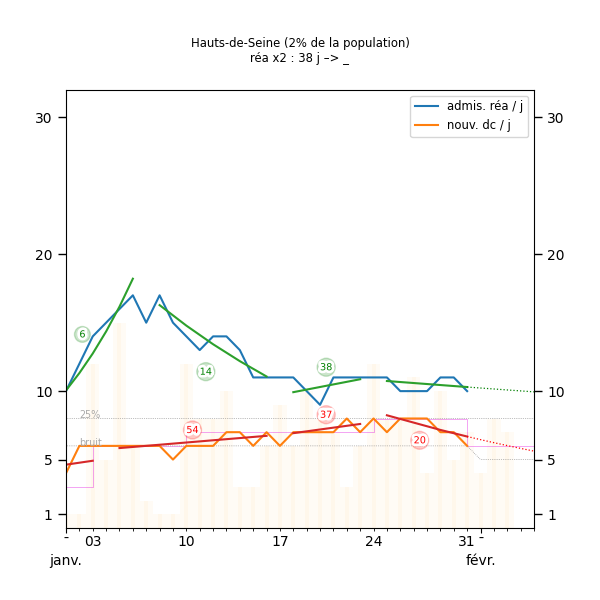 Hauts-de-Seine (2% de la population)
réa x2 : 38 j –> _
admis. réa / j
nouv. dc / j
30
30
20
20
6
14
38
10
10
25%
37
54
bruit
20
5
5
1
1
03 10 17 24 31
janv. févr.